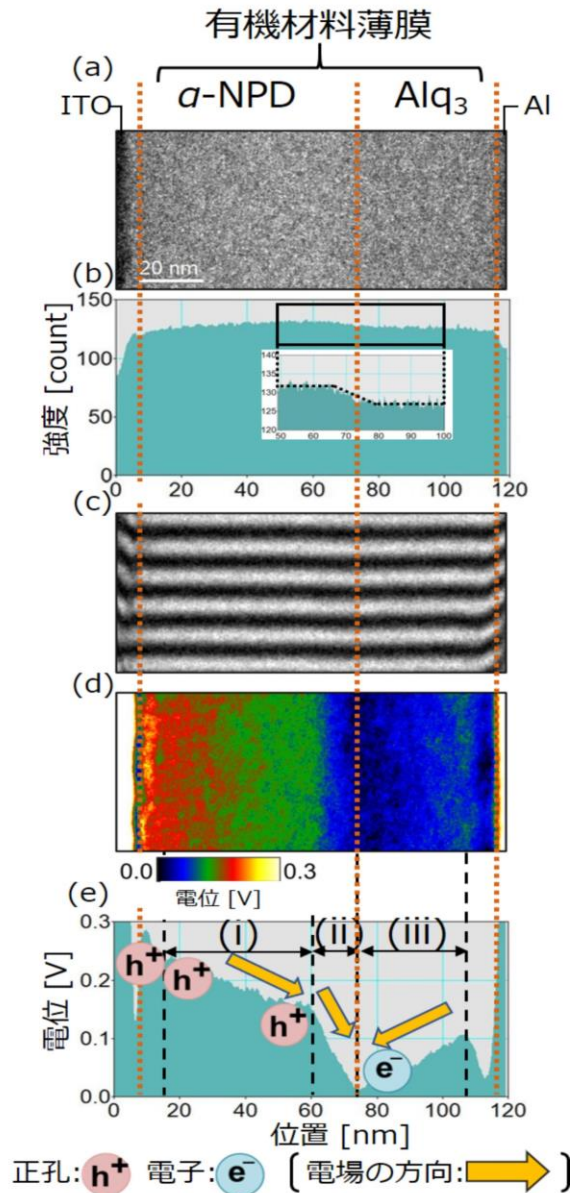 有機材料薄膜
(a)
α-NPD
Alq3
ITO
Al
20 nm
(b)
150
100
50
0
強度 [count]
140
135
130
125
120
50 60 70 80 90 100
0 20 40 60 80 100 120
(c)
(d)
0.0 0.3
電位 [V]
(e)
0.3
0.2
0.1
0.0
電位 [V]
(i) (ii) (iii)
h+
h+
h+
e−
0 20 40 60 80 100 120
位置 [nm]
正孔: h+ 電子: e− [電場の方向: ]